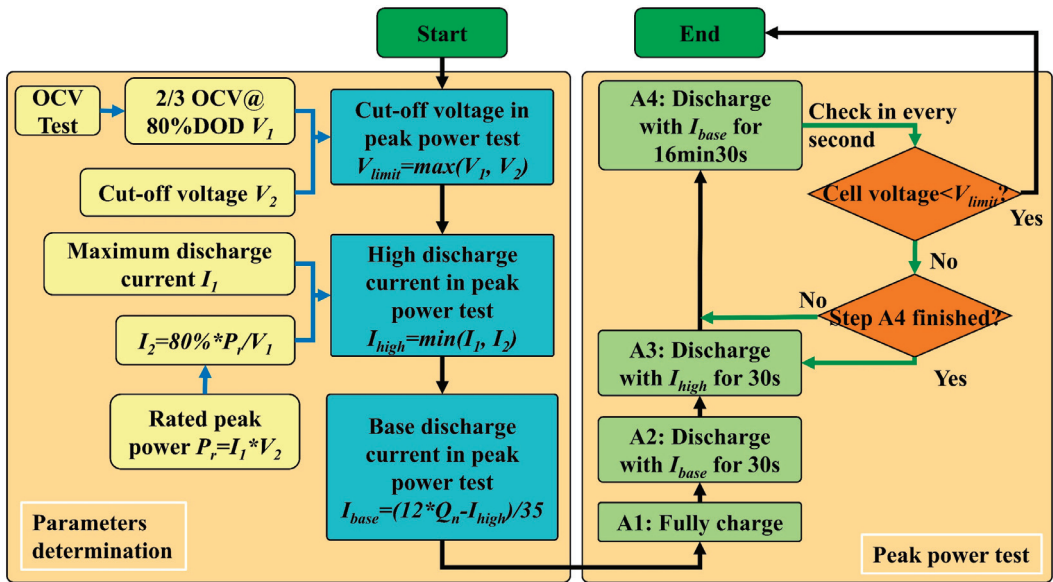 Start
End
OCV
Test
2/3 OCV@
80%DOD V1
Cut-off voltage V2
Cut-off voltage in
peak power test
Vlimit=max(V1, V2)
Maximum discharge
current I1
I2=80%*Pr/V1
Rated peak
power Pr=I1*V2
High discharge
current in peak
power test
Ihigh=min(I1, I2)
Base discharge
current in peak
power test
Ibase=(12*Qn-Ihigh)/35
Parameters
determination
A4: Discharge
with Ibase for
16min30s
Check in every
second
Cell voltage<Vlimit?
Yes
No
No
Step A4 finished?
Yes
A3: Discharge
with Ihigh for 30s
A2: Discharge
with Ibase for 30s
A1: Fully charge
Peak power test